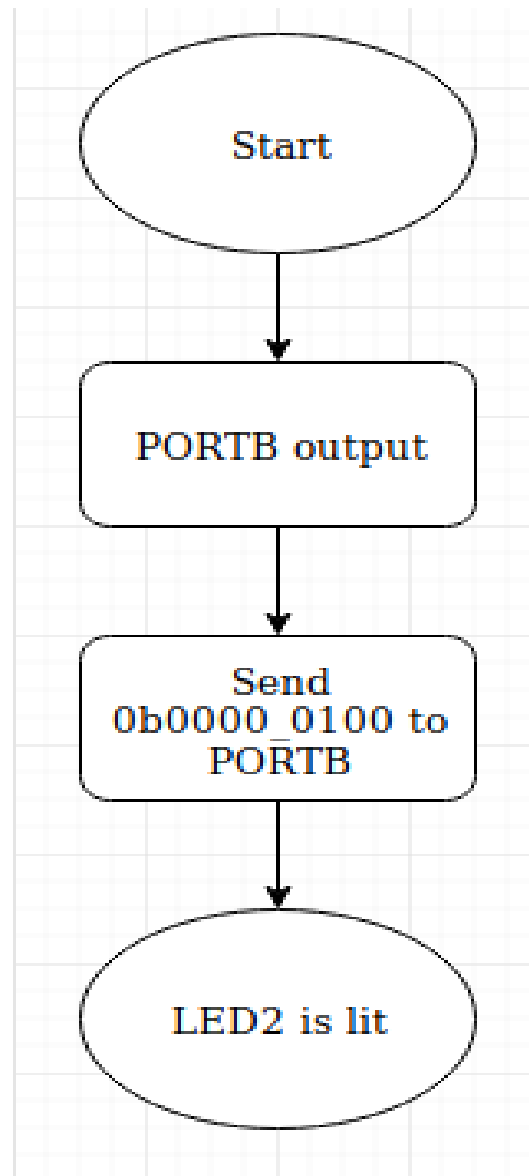 Start
PORTB output
Send
0b0000_0100 to
PORTB
LED2 is lit